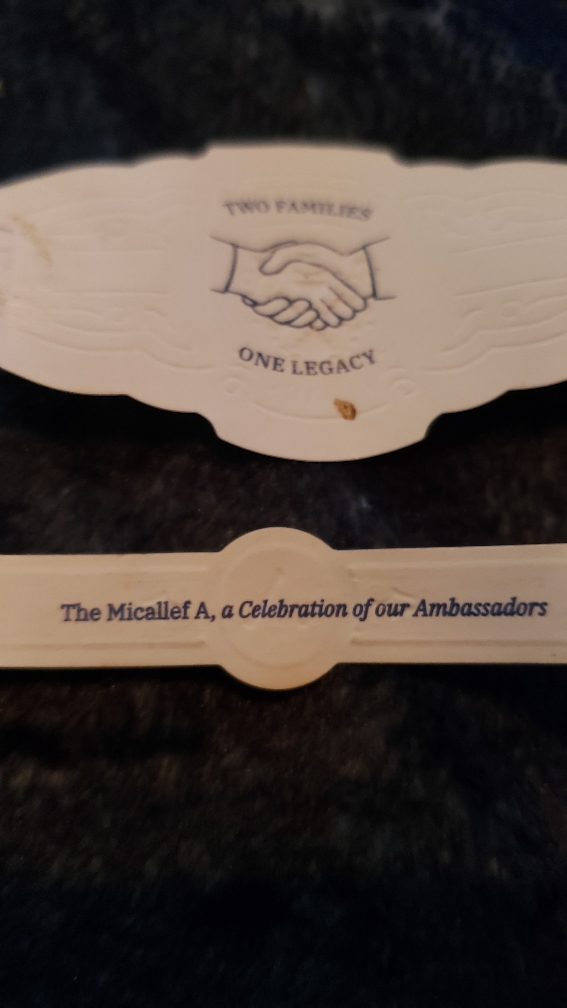 TWO FAMILIES
ONE LEGACY
The Micallef A, a Celebration of our Ambassadors